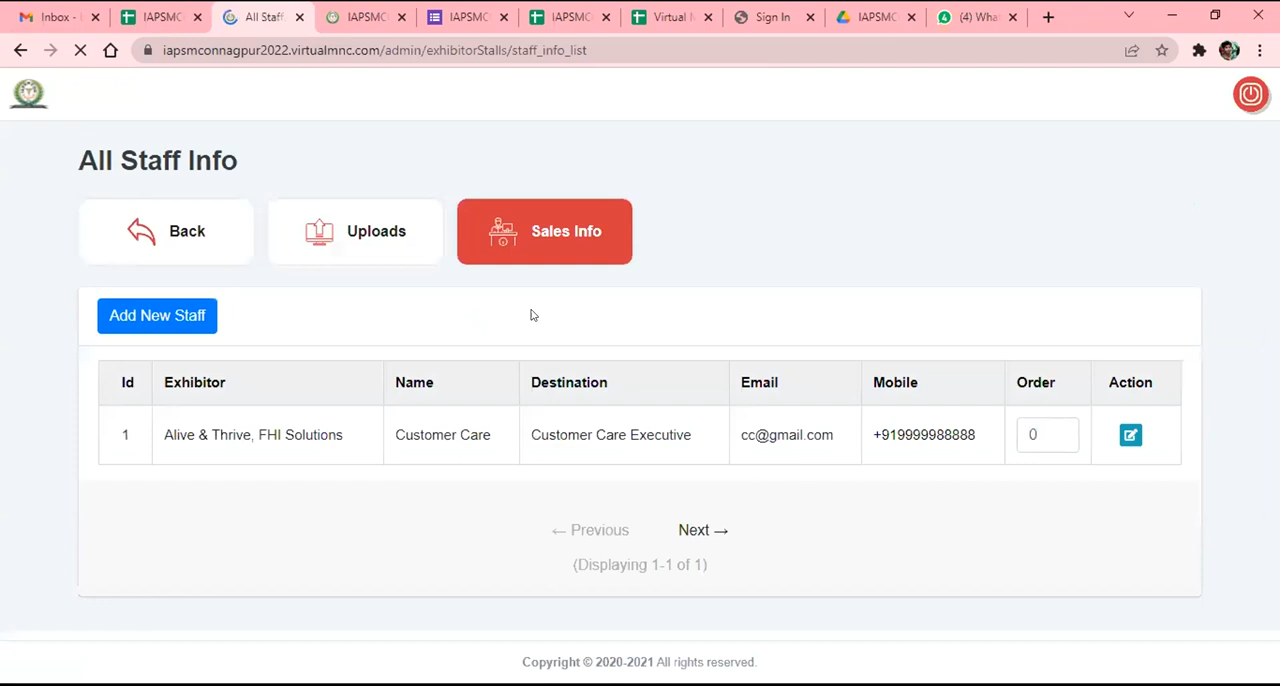 Inbox -
IAPSMC
All Staff
IAPSMC
IAPSMC
IAPSMC
Virtual
Sign In
IAPSMC
(4) Wha
iapsmconnagpur2022.virtualmnc.com/admin/exhibitorStalls/staff_info_list
All Staff Info
Back Uploads Sales Info
Add New Staff
Id Exhibitor Name Destination Email Mobile Order Action
1 Alive & Thrive, FHI Solutions Customer Care Customer Care Executive cc@gmail.com +919999988888 0
← Previous Next →
(Displaying 1-1 of 1)
Copyright © 2020-2021 All rights reserved.